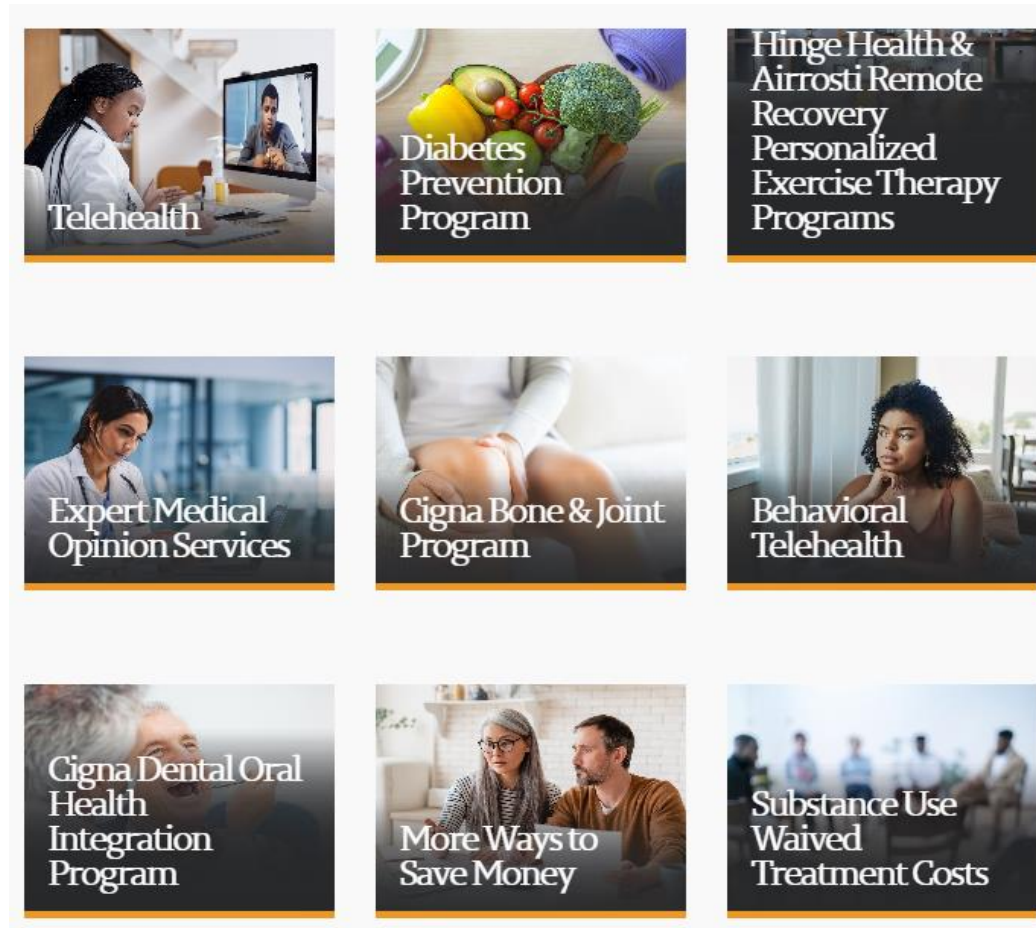 Telehealth
Diabetes
Prevention
Program
Hinge Health &
Airrosti Remote
Recovery
Personalized
Exercise Therapy
Programs
Expert Medical
Opinion Services
Cigna Bone & Joint
Program
Behavioral
Telehealth
Cigna Dental Oral
Health
Integration
Program
More Ways to
Save Money
Substance Use
Waived
Treatment Costs